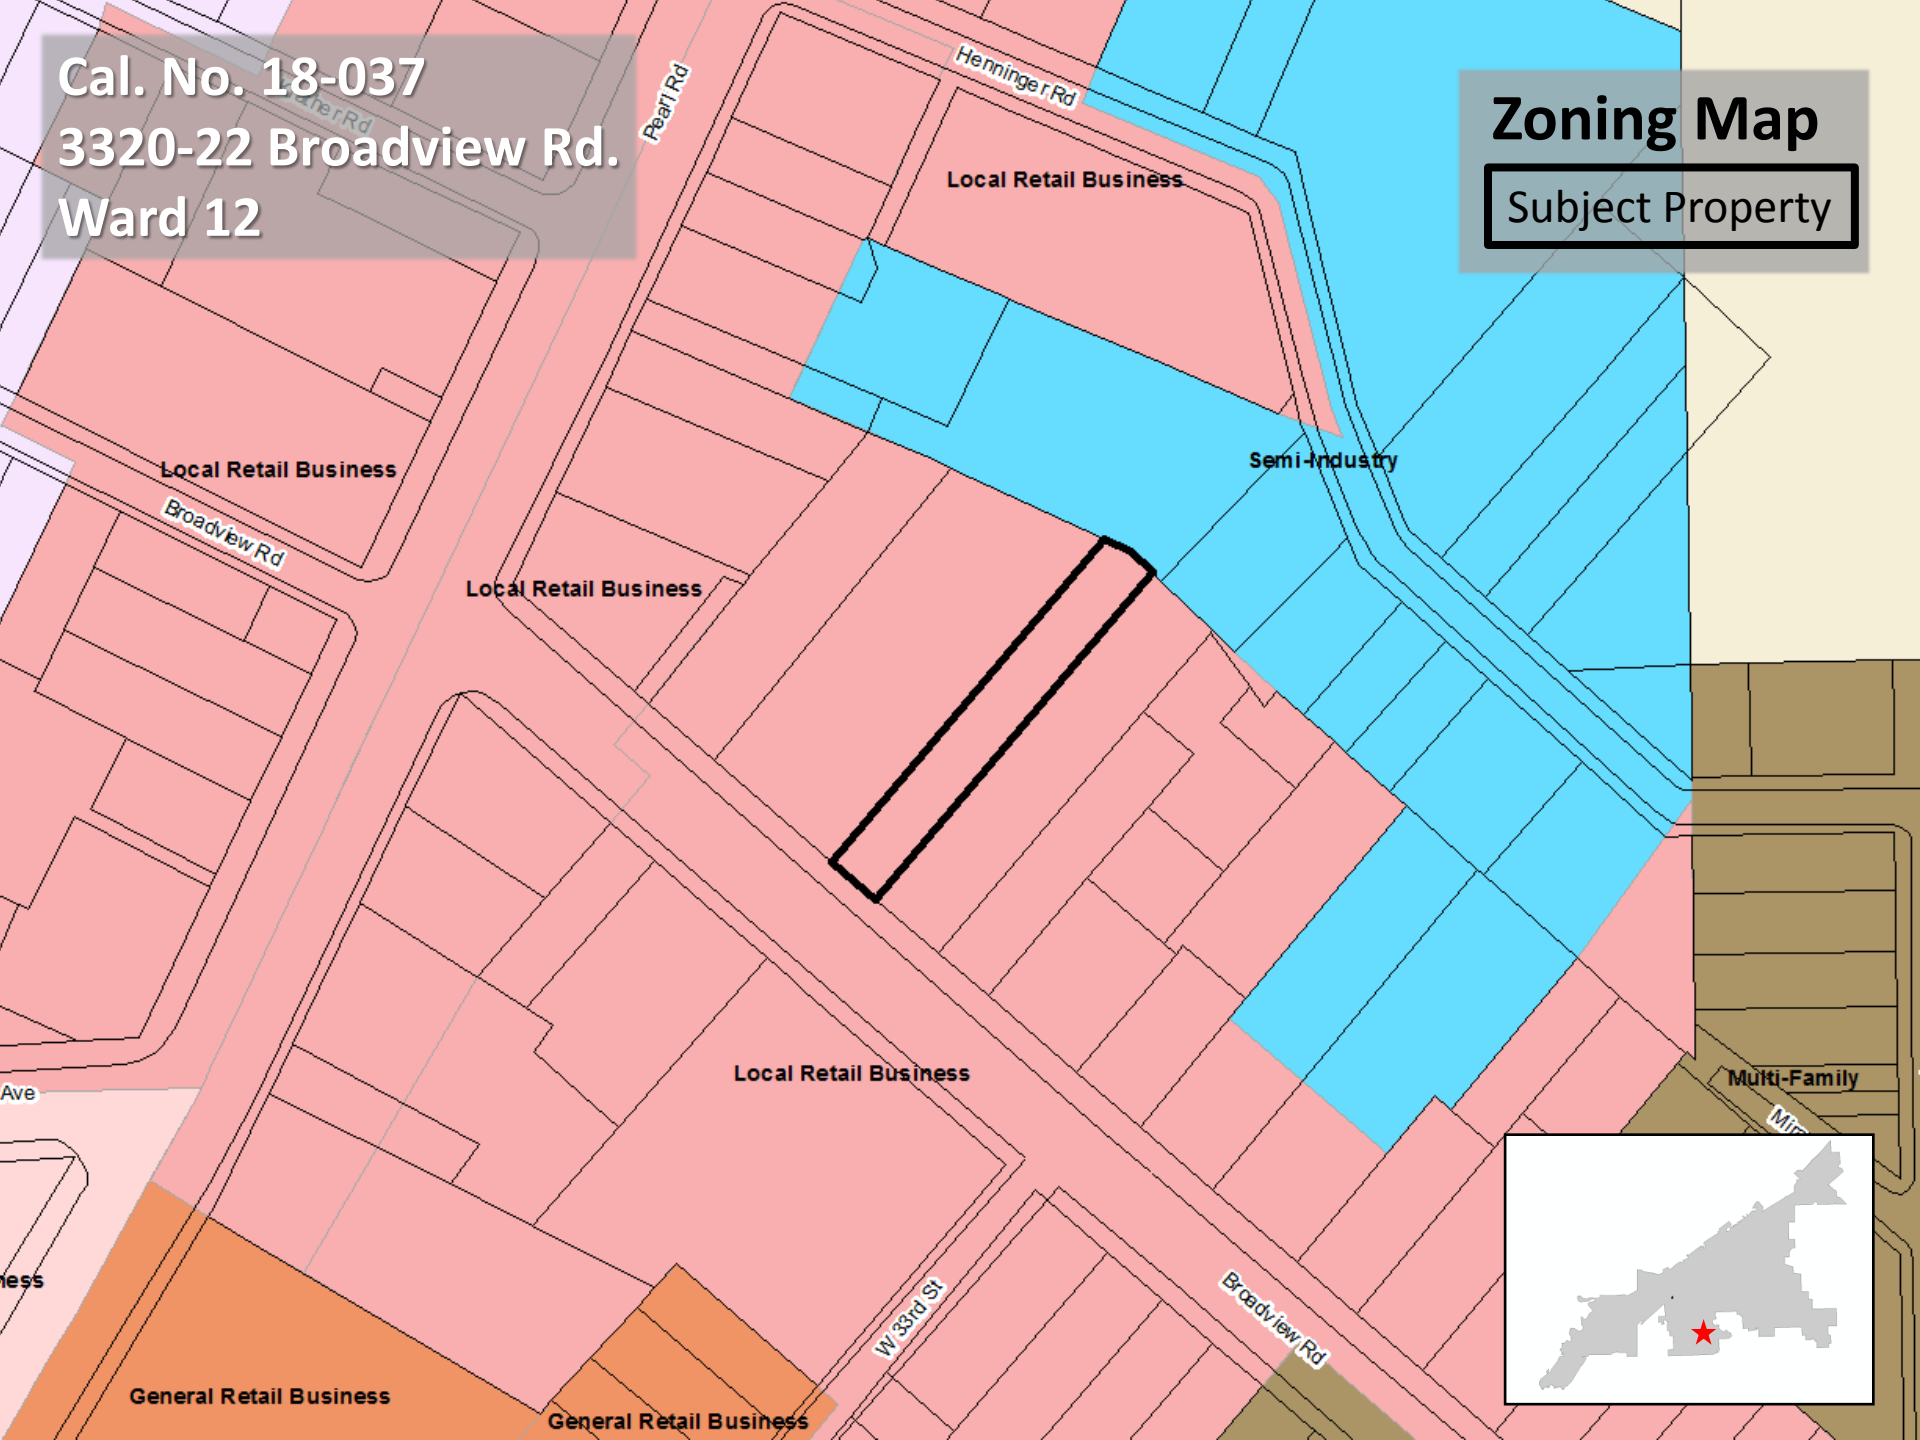 Cal. No. 18-037
3320-22 Broadview Rd.
Ward 12
Pearl Rd
Henninger Rd
Zoning Map
Subject Property
Local Retail Business
Local Retail Business
Semi-Industry
Broadview Rd
Local Retail Business
Local Retail Business
Multi-Family
Ave
W 33rd St
Broadview Rd
General Retail Business
General Retail Business